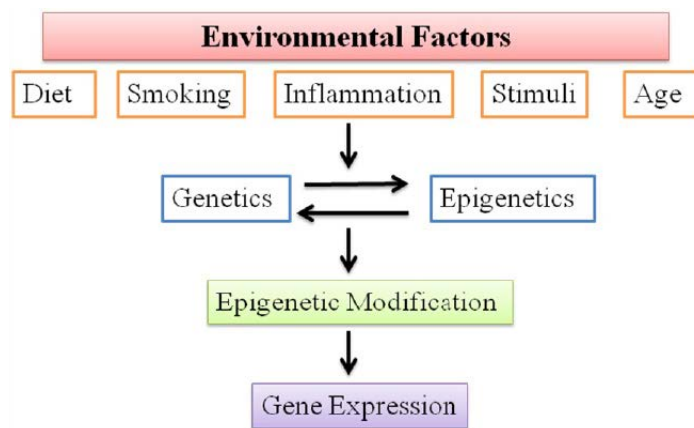 Environmental Factors
Diet Smoking Inflammation Stimuli Age
Genetics Epigenetics
Epigenetic Modification
Gene Expression